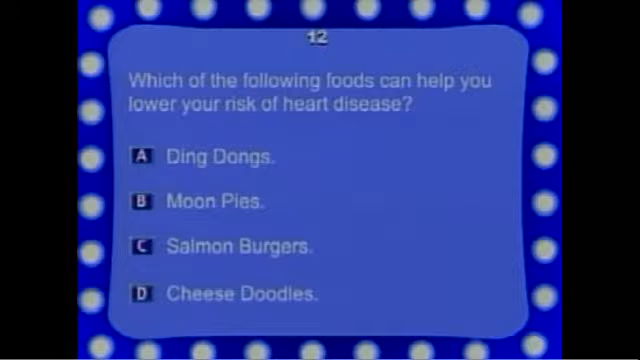 12
Which of the following foods can help you
lower your risk of heart disease?
A Ding Dongs.
B Moon Pies.
C Salmon Burgers.
D Cheese Doodles.